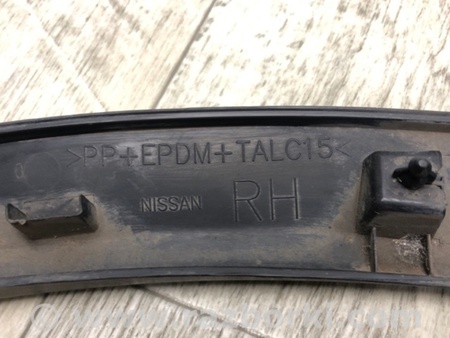 >PP+EPDM+TALC15<
NISSAN RH